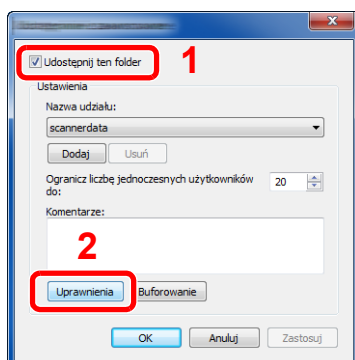 Udostępnij ten folder
1
Ustawienia
Nazwa udziału:
scannerdata
Dodaj Usuń
Ogranicz liczbę jednoczesnych użytkowników do:
20
Komentarze:
2
Uprawnienia Buforowanie
OK Anuluj Zastosuj